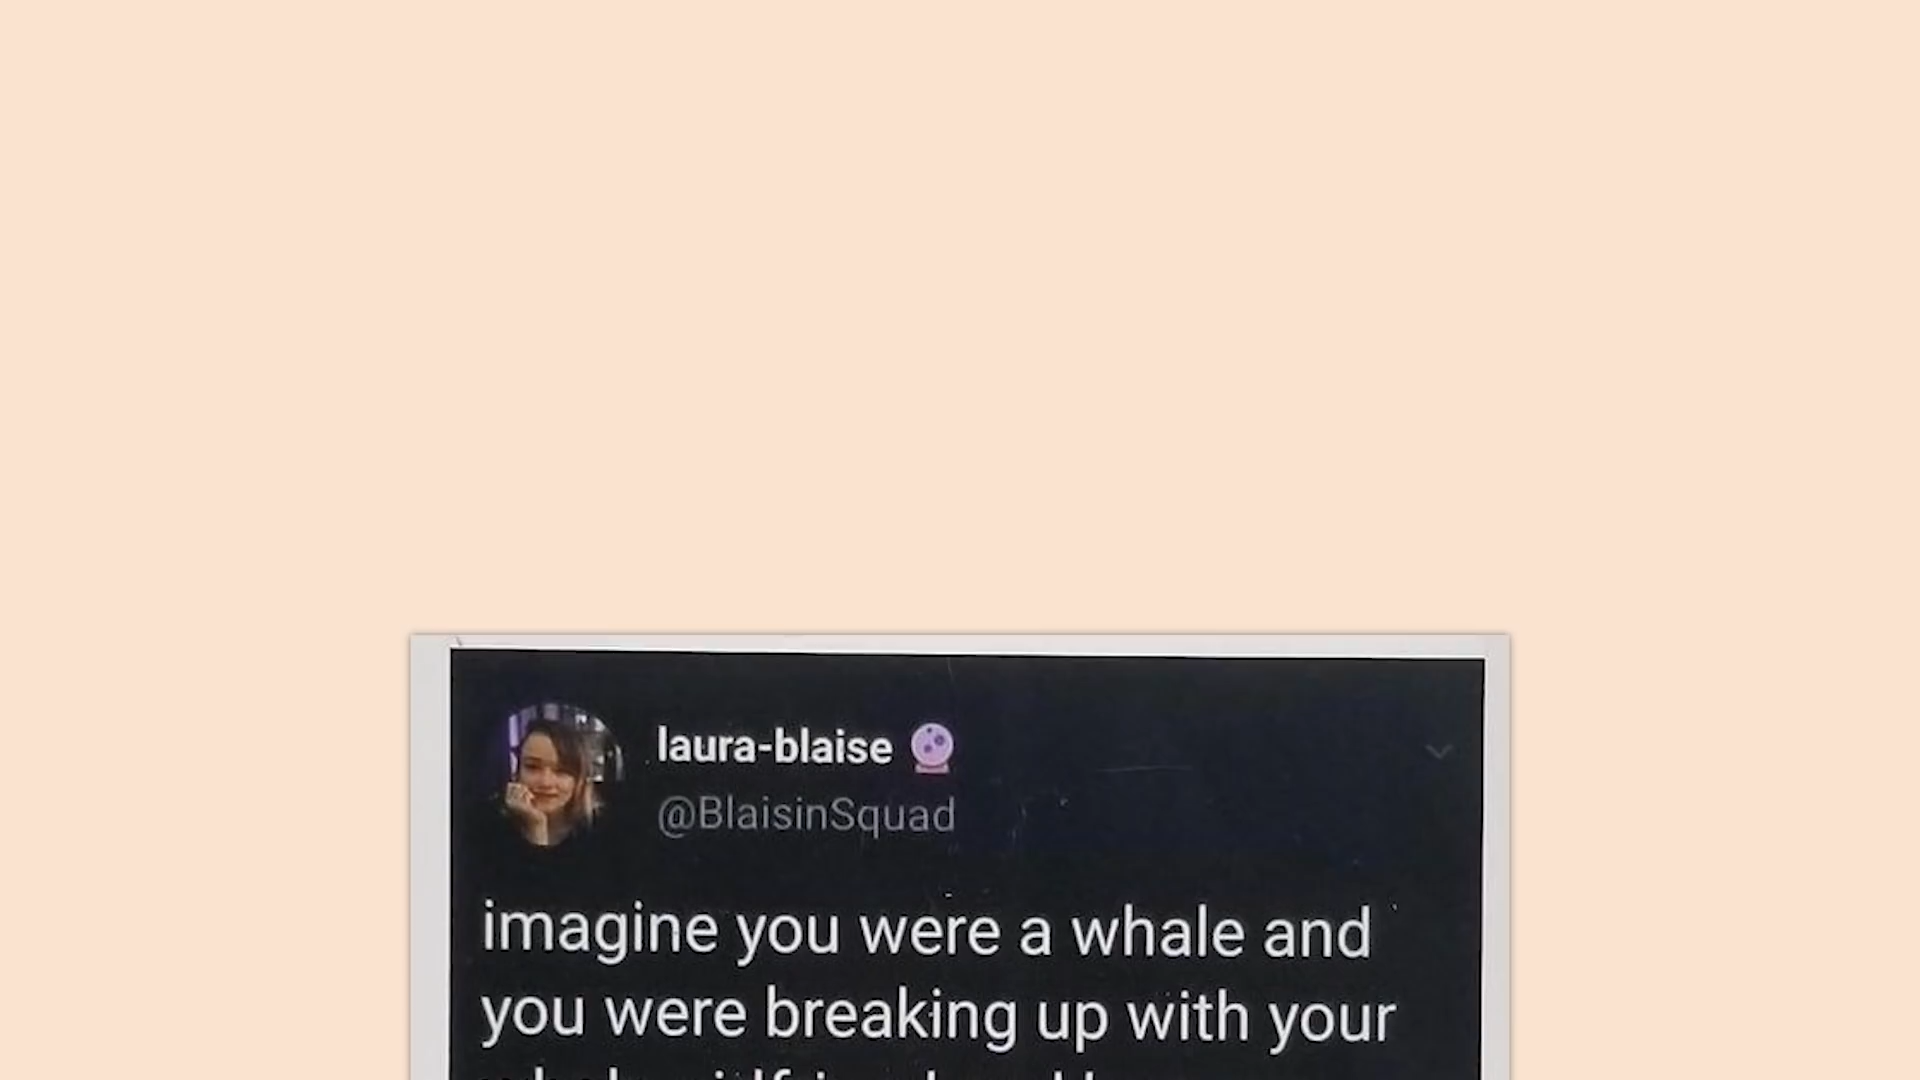 laura-blaise
@BlaisinSquad
imagine you were a whale and
you were breaking up with your